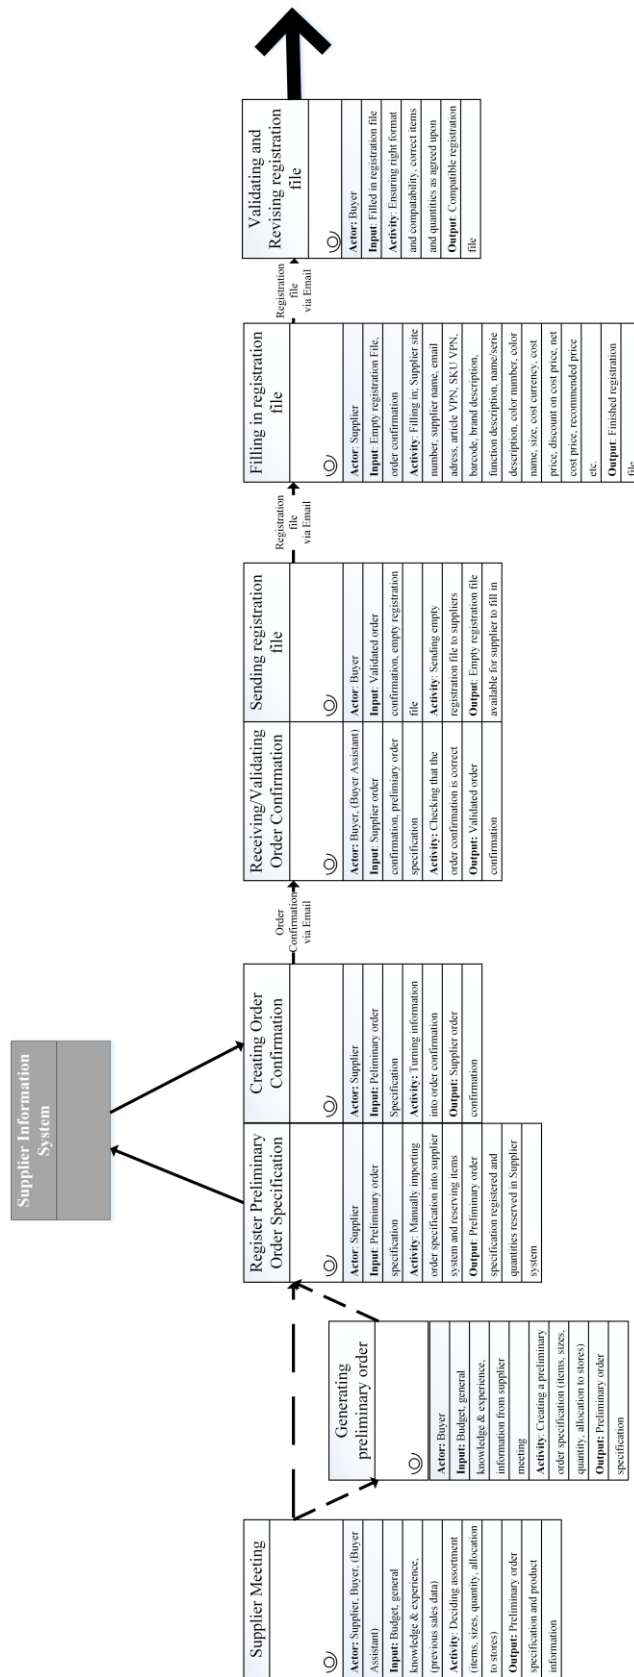 Supplier Information
System
Supplier Meeting
Actor: Supplier, Buyer, (Buyer
Assistant)
Input: Budget, general
knowledge & experience,
(previous sales data)
Activity: Deciding assortment
(items, sizes, quantity, allocation
to stores)
Output: Preliminary order
specification and product
information
Generating
preliminary order
Actor: Buyer
Input: Budget, general
knowledge & experience,
information from supplier
meeting
Activity: Creating a preliminary
order specification (items, sizes,
quantity, allocation to stores)
Output: Preliminary order
specification
Register Preliminary
Order Specification
Actor: Supplier
Input: Preliminary order
specification
Activity: Manually importing
order specification into supplier
system and reserving items
Output: Preliminary order
specification registered and
quantities reserved in Supplier
system
Creating Order
Confirmation
Actor: Supplier
Input: Peliminary order
Specification
Activity: Turning information
into order confirmation
Output: Supplier order
confirmation
Order
Confirmation
via Email
Receiving/Validating
Order Confirmation
Actor: Buyer, (Buyer Assistant)
Input: Supplier order
confirmation, prelimiary order
specification
Activity: Checking that the
order confirmation is correct
Output: Validated order
confirmation
Sending registration
file
Actor: Buyer
Input: Validated order
confirmation, empty registration
file
Activity: Sending empty
registration file to suppliers
Output: Empty registration file
available for supplier to fill in
Registration
file
via Email
Filling in registration
file
Actor: Supplier
Input: Empty registration File,
order confirmation
Activity: Filling in; Supplier site
number, supplier name, email
adress, article VPN, SKU VPN,
barcode, brand description,
function description, name/serie
description, color number, color
name, size, cost currency, cost
price, discount on cost price, net
cost price, recommended price
etc.
Output: Finished registration
file
Registration
file
via Email
Validating and
Revising registration
file
Actor: Buyer
Input: Filled in registration file
Activity: Ensuring right format
and compatability, correct items
and quantities as agreed upon
Output: Compatible registration
file